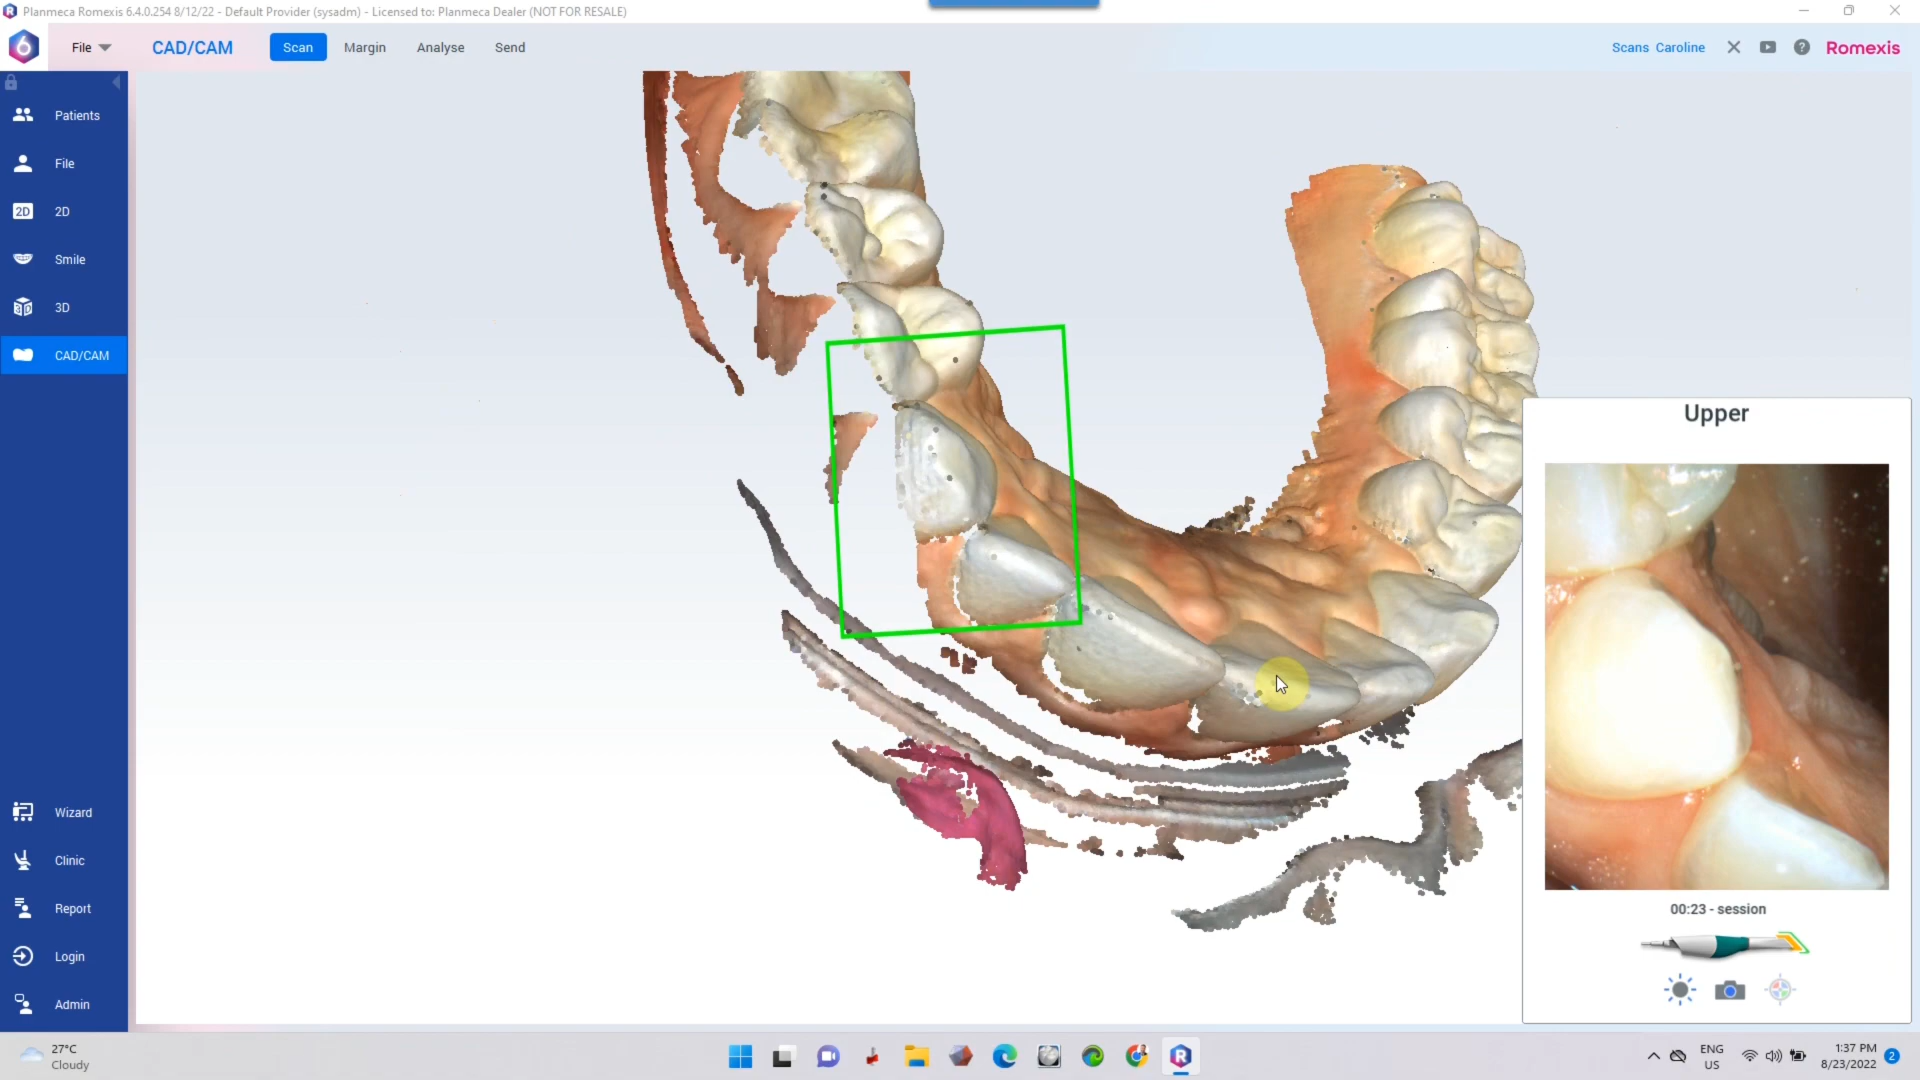 Planmeca Romexis 6.4.0.254 8/12/22 - Default Provider (sysadm) - Licensed to: Planmeca Dealer (NOT FOR RESALE)
File CAD/CAM Scan Margin Analyse Send Scans Caroline Romexis
Patients
File
2D 2D
Smile
3D 3D
CAD/CAM
Upper
Wizard
Clinic
Report
00:23 - session
Login
Admin
27°C
Cloudy
ENG
US
1:37 PM
8/23/2022
2